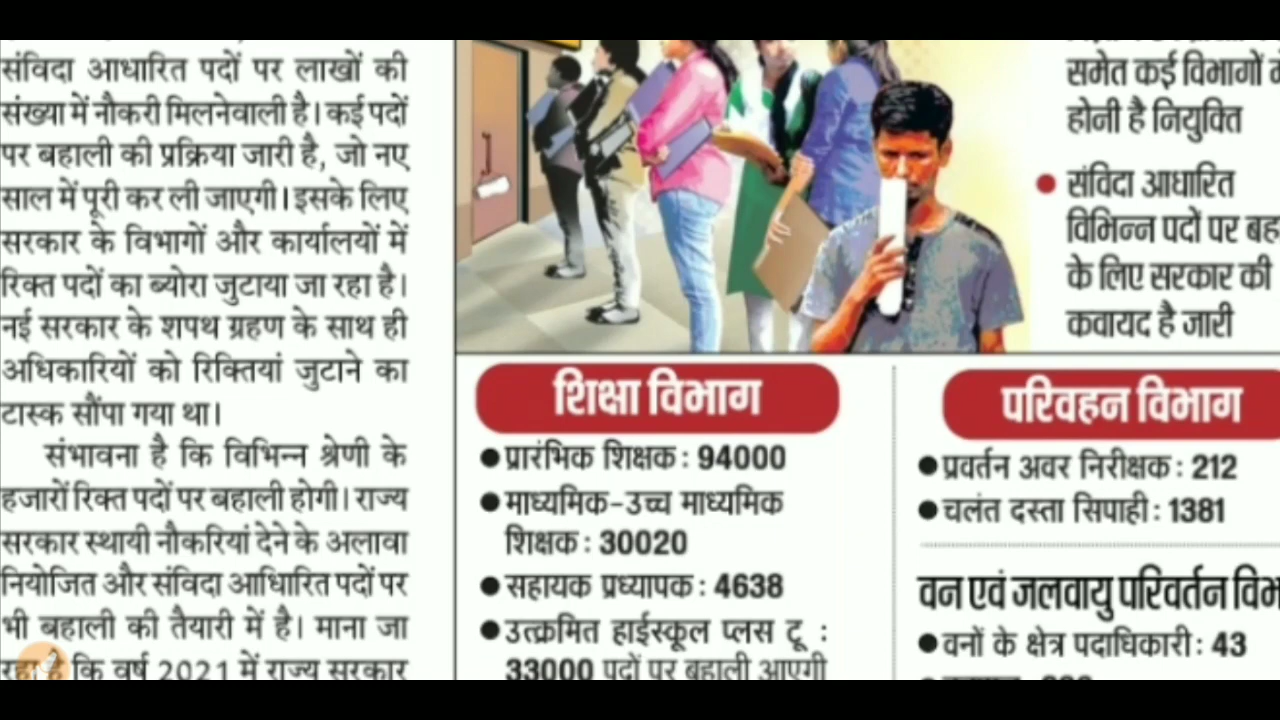 संविदा आधारित पदों पर लाखों की
संख्या में नौकरी मिलनेवाली है। कई पदों
पर बहाली की प्रक्रिया जारी है, जो नए
साल में पूरी कर ली जाएगी। इसके लिए
सरकार के विभागों और कार्यालयों में
रिक्त पदों का ब्योरा जुटाया जा रहा है।
नई सरकार के शपथ ग्रहण के साथ ही
अधिकारियों को रिक्तियां जुटाने का
टास्क सौंपा गया था।
संभावना है कि विभिन्न श्रेणी के
हजारों रिक्त पदों पर बहाली होगी। राज्य
सरकार स्थायी नौकरियां देने के अलावा
नियोजित और संविदा आधिारित पदों पर
भी बहाली की तैयारी में है। माना जा
रहा है कि वर्ष 2021 में राज्य सरकार
समेत कई विभागों
होनी है नियुक्ति
● संविदा आधारित
विभिन्न पदों पर बह
के लिए सरकार की
कवायद है जारी
शिक्षा विभाग
● प्रारंभिक शिक्षक : 94000
● माध्यमिक-उच्च माध्यमिक
शिक्षक : 30020
● सहायक प्रध्यापक : 4638
● उत्क्रमित हाईस्कूल प्लस टू :
33000 पदों पर बहाली आएगी
परिवहन विभाग
● प्रवर्तन अवर निरीक्षक : 212
● चलंत दस्ता सिपाही : 1381
वन एवं जलवायु परिवर्तन विभ
● वनों के क्षेत्र पदाधिकारी : 43